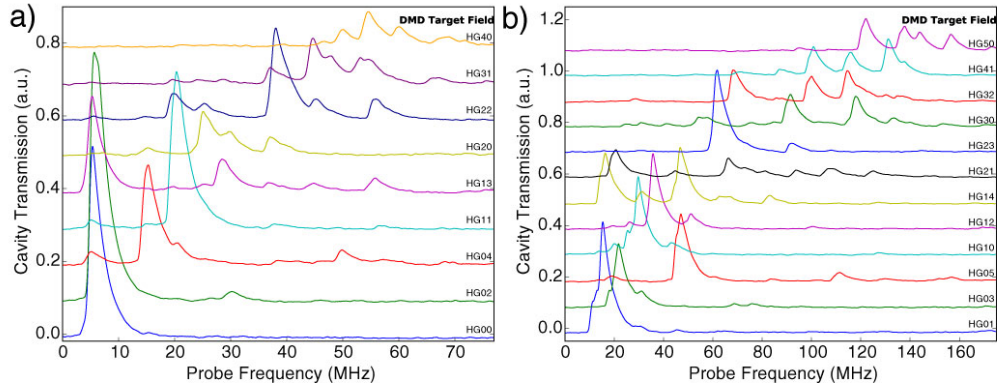 a)
DMD Target Field
HG40
HG31
HG22
HG20
HG13
HG11
HG04
HG02
HG00
0.8
0.6
0.4
0.2
0.0
Cavity Transmission (a.u.)
0 10 20 30 40 50 60 70
Probe Frequency (MHz)
b)
DMD Target Field
HG50
HG41
HG32
HG30
HG23
HG21
HG14
HG12
HG10
HG05
HG03
HG01
1.2
1.0
0.8
0.6
0.4
0.2
0.0
Cavity Transmission (a.u.)
0 20 40 60 80 100 120 140 160
Probe Frequency (MHz)